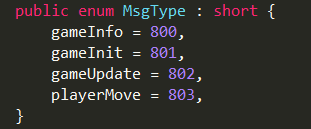 public enum MsgType : short {
    gameInfo = 800,
    gameInit = 801,
    gameUpdate = 802,
    playerMove = 803,
}